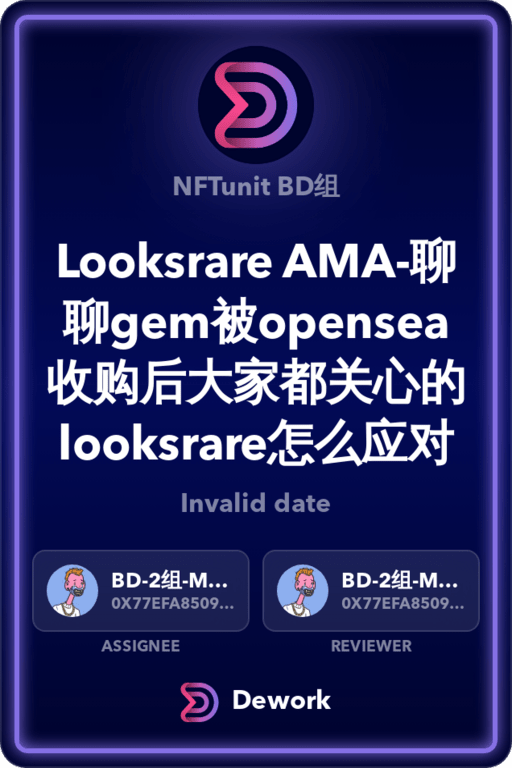 NFTunit BD组
Looksrare AMA-聊
聊gem被opensea
收购后大家都关心的
looksrare怎么应对
Invalid date
BD-2组-M...
0X77EFA8509...
ASSIGNEE
BD-2组-M...
0X77EFA8509...
REVIEWER
Dework